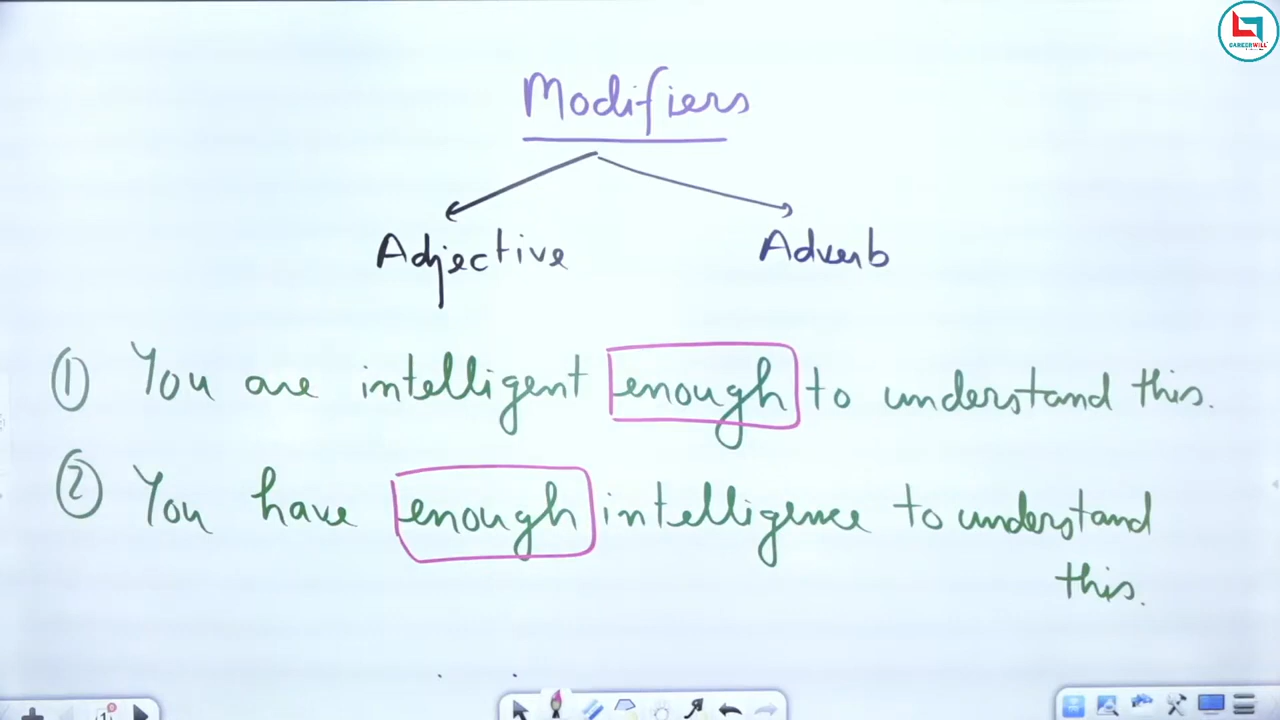 CAREERWILL
Modifiers
Adjective Adverb
① You are intelligent enough to understand this.
② You have enough intelligence to understand
this.